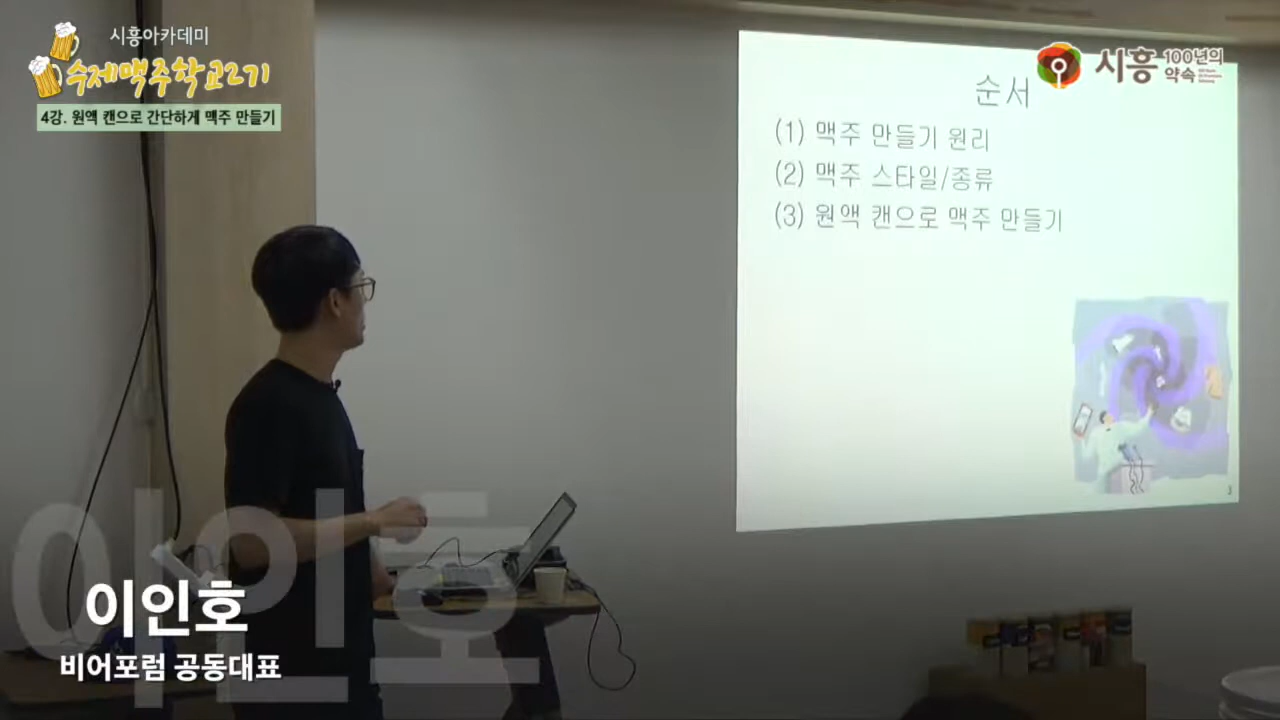 시흥아카데미
수제맥주학교2기
4강. 원액 캔으로 간단하게 맥주 만들기
시흥 100년의 약속
순서
(1) 맥주 만들기 원리
(2) 맥주 스타일/종류
(3) 원액 캔으로 맥주 만들기
3
이인호
이인호
비어포럼 공동대표